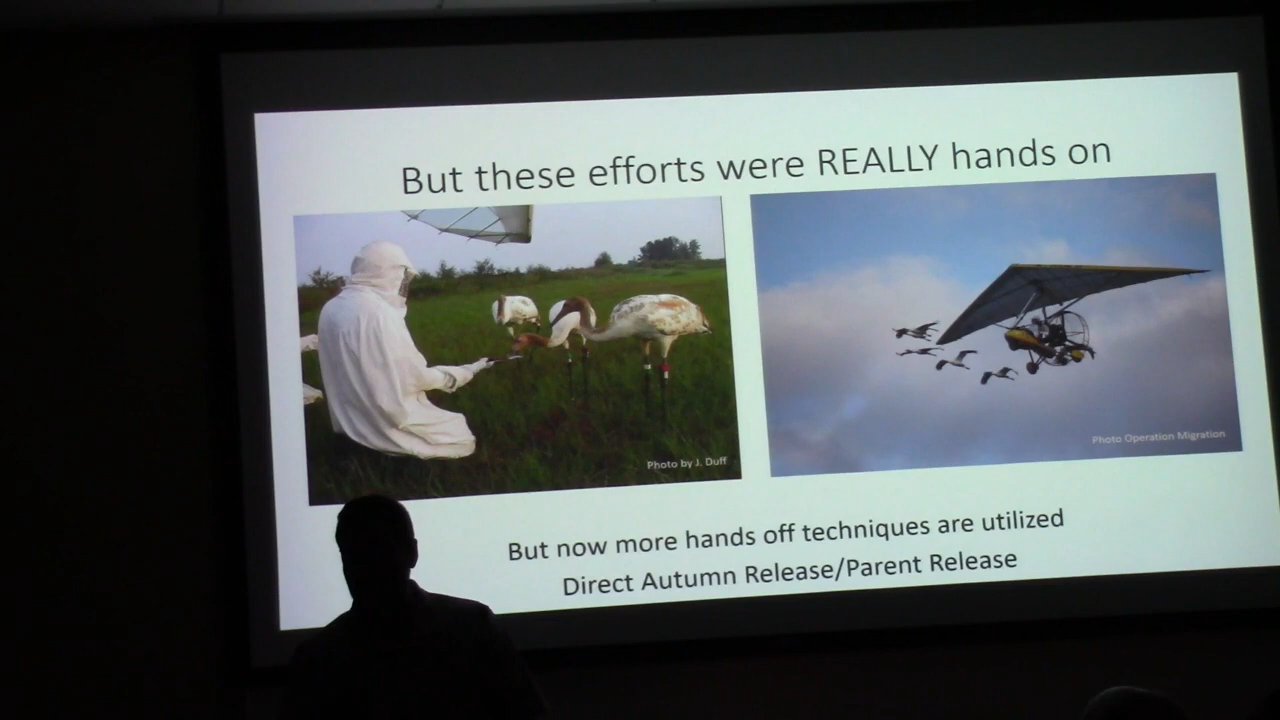 But these efforts were REALLY hands on
Photo by J. Duff
Photo Operation Migration
But now more hands off techniques are utilized
Direct Autumn Release/Parent Release